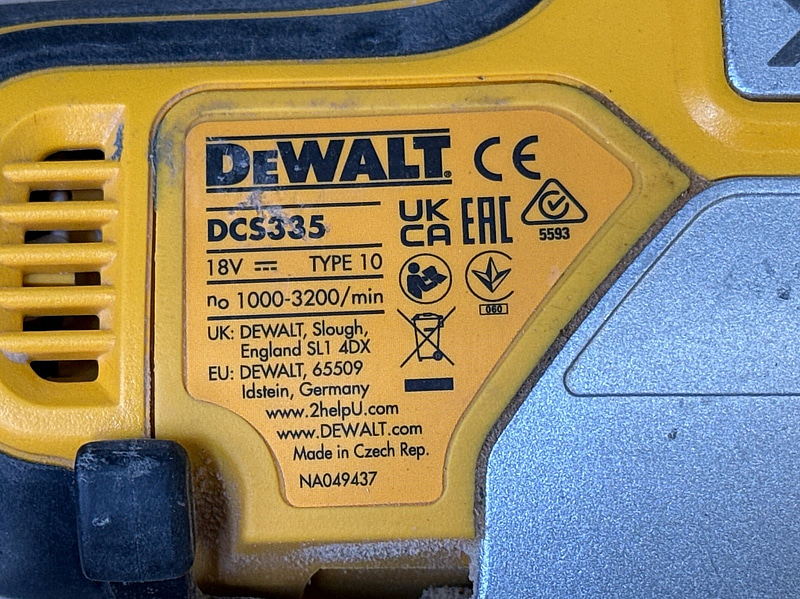 DEWALT
CE
DCS335
UK
CA
EAC
5593
18V TYPE 10
no 1000-3200/min
060
UK: DEWALT, Slough,
England SL1 4DX
EU: DEWALT, 65509
Idstein, Germany
www.2helpU.com
www.DEWALT.com
Made in Czech Rep.
NA049437